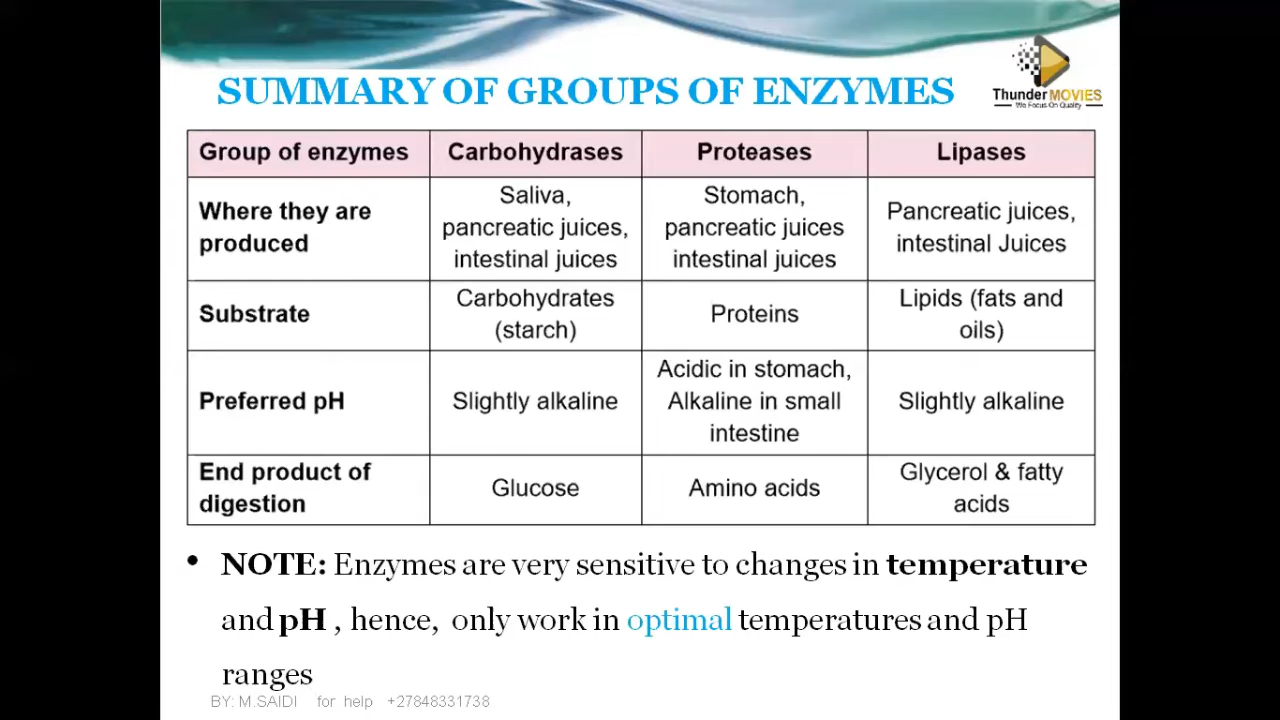 SUMMARY OF GROUPS OF ENZYMES
Thunder MOVIES
We Focus On Quality
Group of enzymes Carbohydrases Proteases Lipases
Where they are produced
Saliva,
pancreatic juices,
intestinal juices
Stomach,
pancreatic juices
intestinal juices
Pancreatic juices,
intestinal Juices
Substrate
Carbohydrates
(starch)
Proteins
Lipids (fats and
oils)
Preferred pH
Slightly alkaline
Acidic in stomach,
Alkaline in small
intestine
Slightly alkaline
End product of
digestion
Glucose
Amino acids
Glycerol & fatty
acids
• NOTE: Enzymes are very sensitive to changes in temperature
and pH , hence, only work in optimal temperatures and pH
ranges
BY: M.SAIDI for help +27848331738